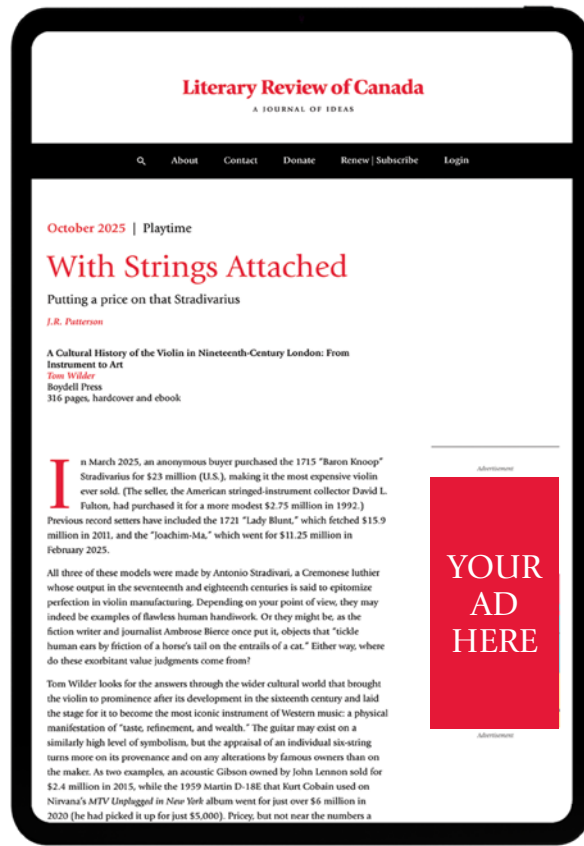 Literary Review of Canada
A JOURNAL OF IDEAS
About Contact Donate Renew | Subscribe Login
October 2025 | Playtime
With Strings Attached
Putting a price on that Stradivarius
J.R. Patterson
A Cultural History of the Violin in Nineteenth-Century London: From
Instrument to Art
Tom Wilder
Boydell Press
316 pages, hardcover and ebook
In March 2025, an anonymous buyer purchased the 1715 “Baron Knoop”
Stradivarius for $23 million (U.S.), making it the most expensive violin
ever sold. (The seller, the American stringed-instrument collector David L.
Fulton, had purchased it for a more modest $2.75 million in 1992.)
Previous record setters have included the 1721 “Lady Blunt,” which fetched $15.9
million in 2011, and the “Joachim-Ma,” which went for $11.25 million in
February 2025.
All three of these models were made by Antonio Stradivari, a Cremonese luthier
whose output in the seventeenth and eighteenth centuries is said to epitomize
perfection in violin manufacturing. Depending on your point of view, they may
indeed be examples of flawless human handiwork. Or they might be, as the
fiction writer and journalist Ambrose Bierce once put it, objects that “tickle
human ears by friction of a horse’s tail on the entrails of a cat.” Either way, where
do these exorbitant value judgments come from?
Tom Wilder looks for the answers through the wider cultural world that brought
the violin to prominence after its development in the sixteenth century and laid
the stage for it to become the most iconic instrument of Western music: a physical
manifestation of “taste, refinement, and wealth.” The guitar may exist on a
similarly high level of symbolism, but the appraisal of an individual six-string
turns more on its provenance and on any alterations by famous owners than on
the maker. As two examples, an acoustic Gibson owned by John Lennon sold for
$2.4 million in 2015, while the 1959 Martin D-18E that Kurt Cobain used on
Nirvana’s MTV Unplugged in New York album went for just over $6 million in
2020 (he had picked it up for just $5,000). Pricey, but not near the numbers a
Advertisement
YOUR
AD
HERE
Advertisement